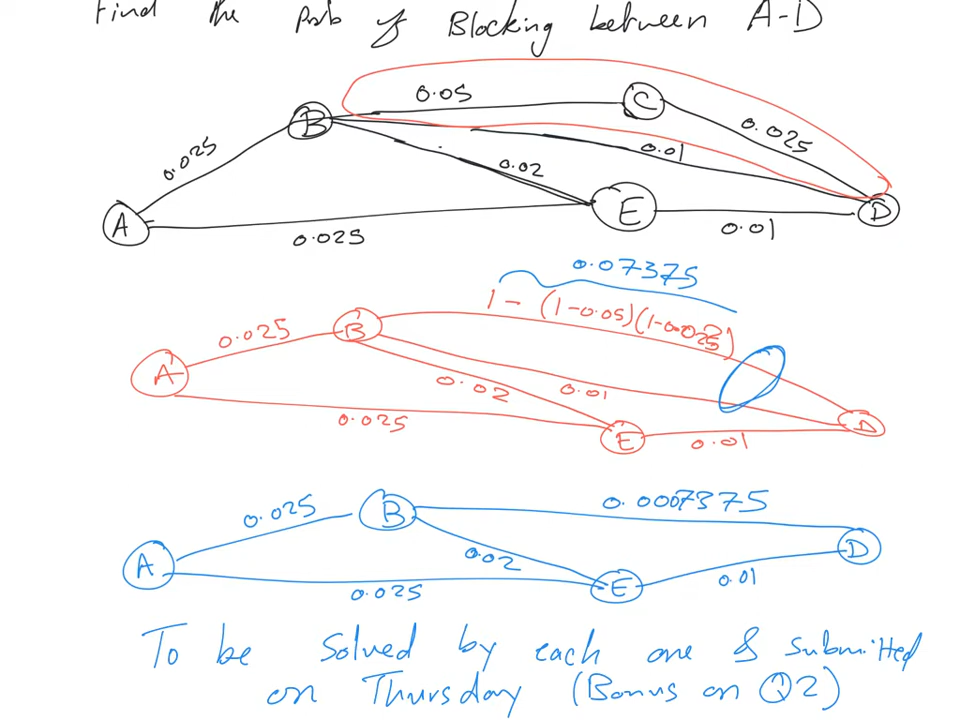 Find the Prob of Blocking between A-D
0.05
C
B
0.025
0.025
0.01
0.02
A
E
D
0.025
0.01
0.07375
1 - (1-0.05)(1-0.025)
0.025
B
A
0.02
0.01
0.025
E
0.01
D
0.0007375
0.025
B
D
0.02
A
0.01
E
0.025
To be solved by each one & submitted
on Thursday (Bonus on Q2)